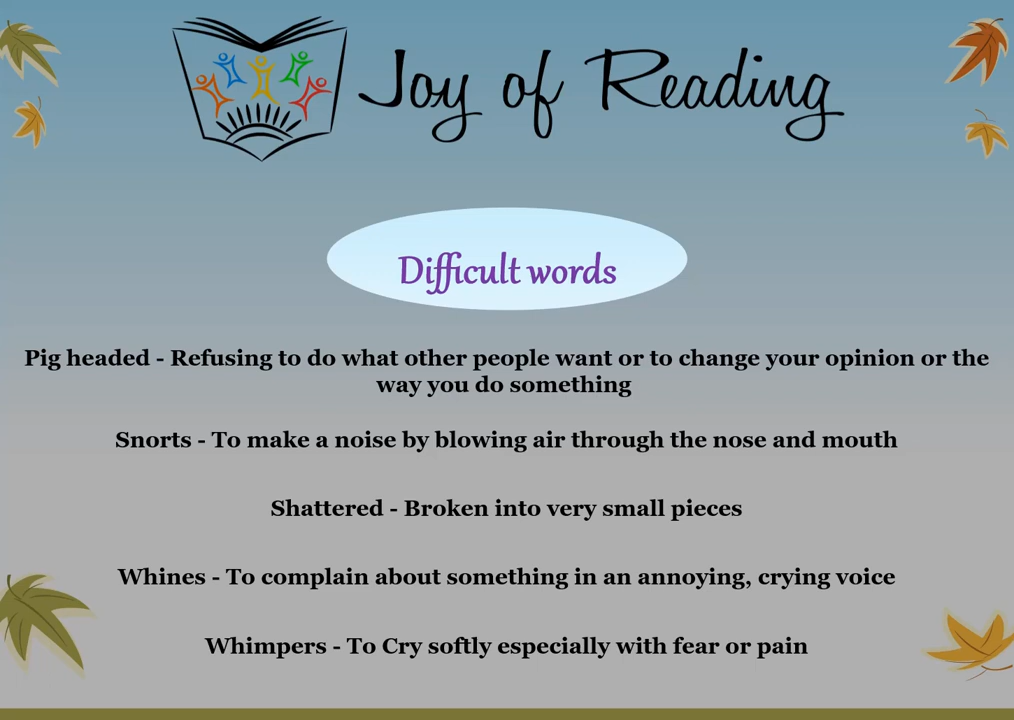 Joy of Reading
Difficult words
Pig headed - Refusing to do what other people want or to change your opinion or the
way you do something
Snorts - To make a noise by blowing air through the nose and mouth
Shattered - Broken into very small pieces
Whines - To complain about something in an annoying, crying voice
Whimpers - To Cry softly especially with fear or pain